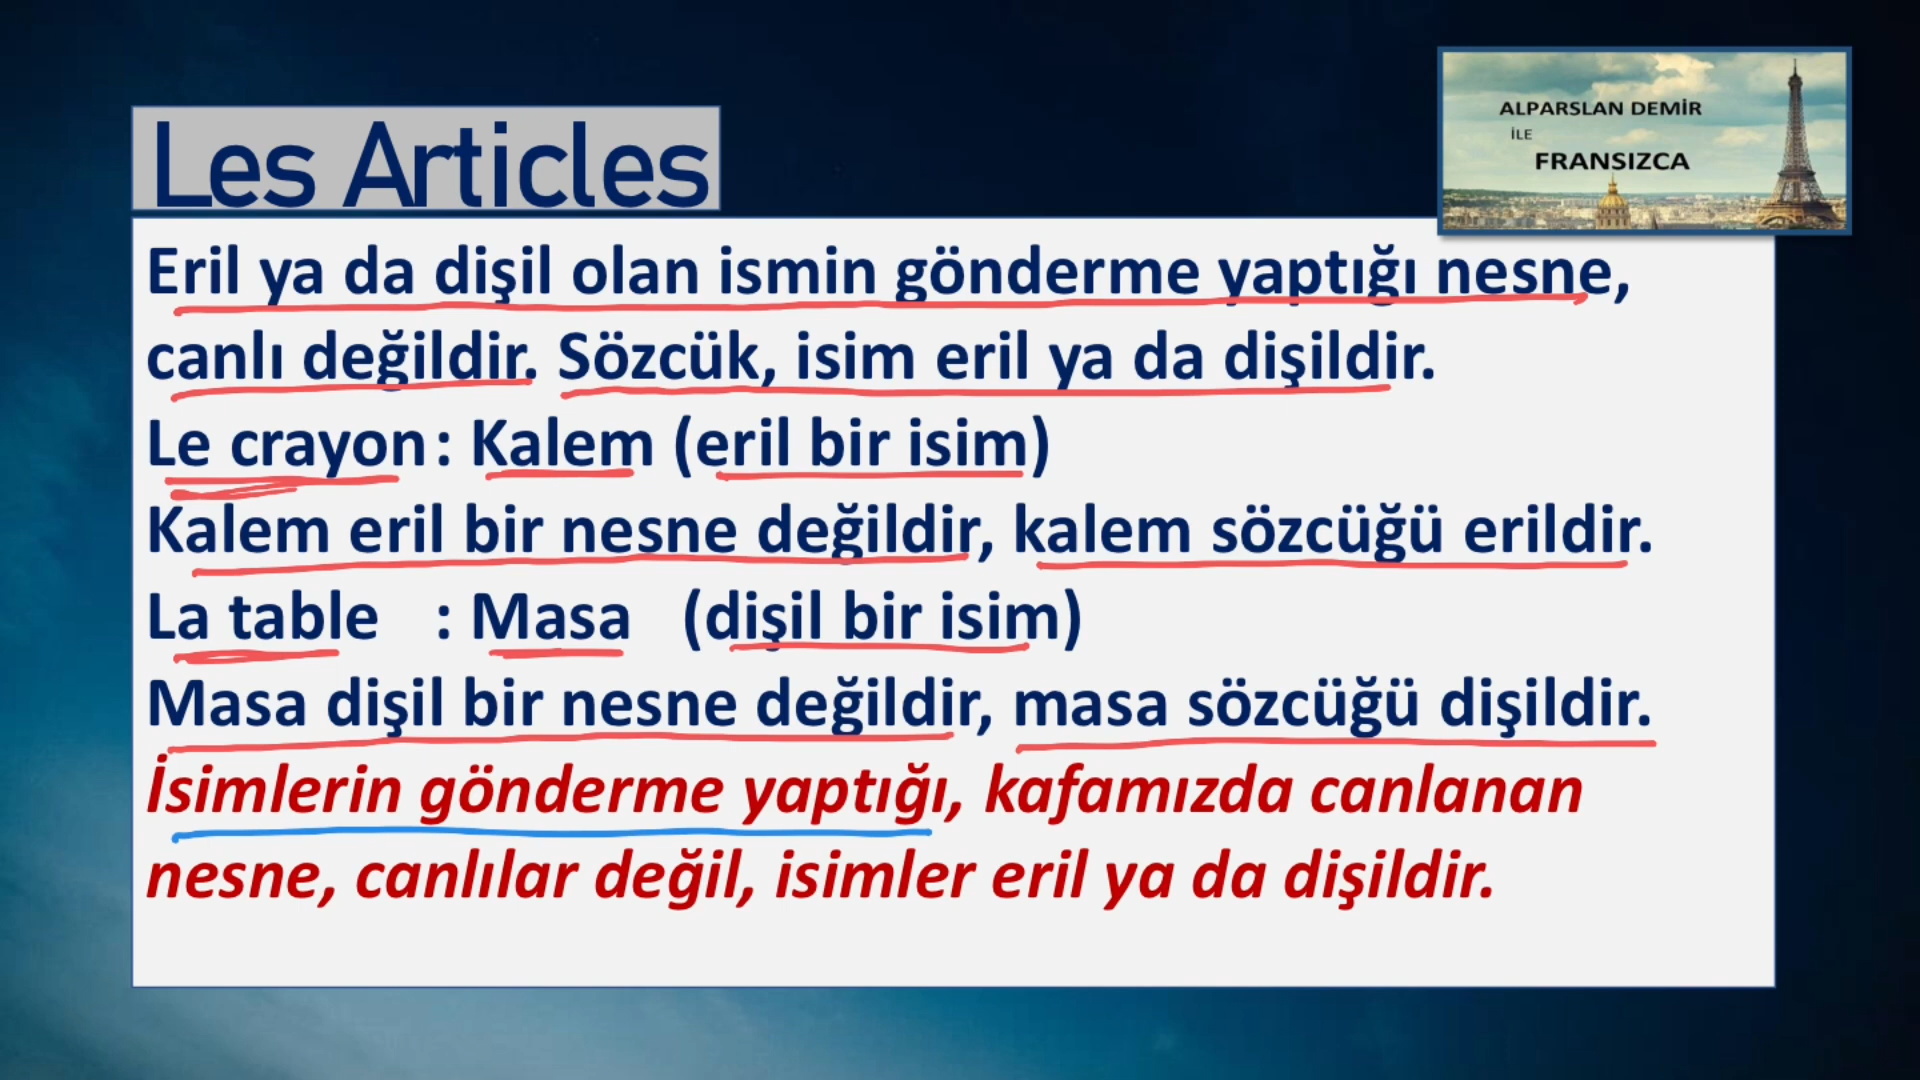 ALPARSLAN DEMİR
İLE
FRANSIZCA
Les Articles
Eril ya da dişil olan ismin gönderme yaptığı nesne,
canlı değildir. Sözcük, isim eril ya da dişildir.
Le crayon: Kalem (eril bir isim)
Kalem eril bir nesne değildir, kalem sözcüğü erildir.
La table : Masa (dişil bir isim)
Masa dişil bir nesne değildir, masa sözcüğü dişildir.
İsimlerin gönderme yaptığı, kafamızda canlanan
nesne, canlılar değil, isimler eril ya da dişildir.